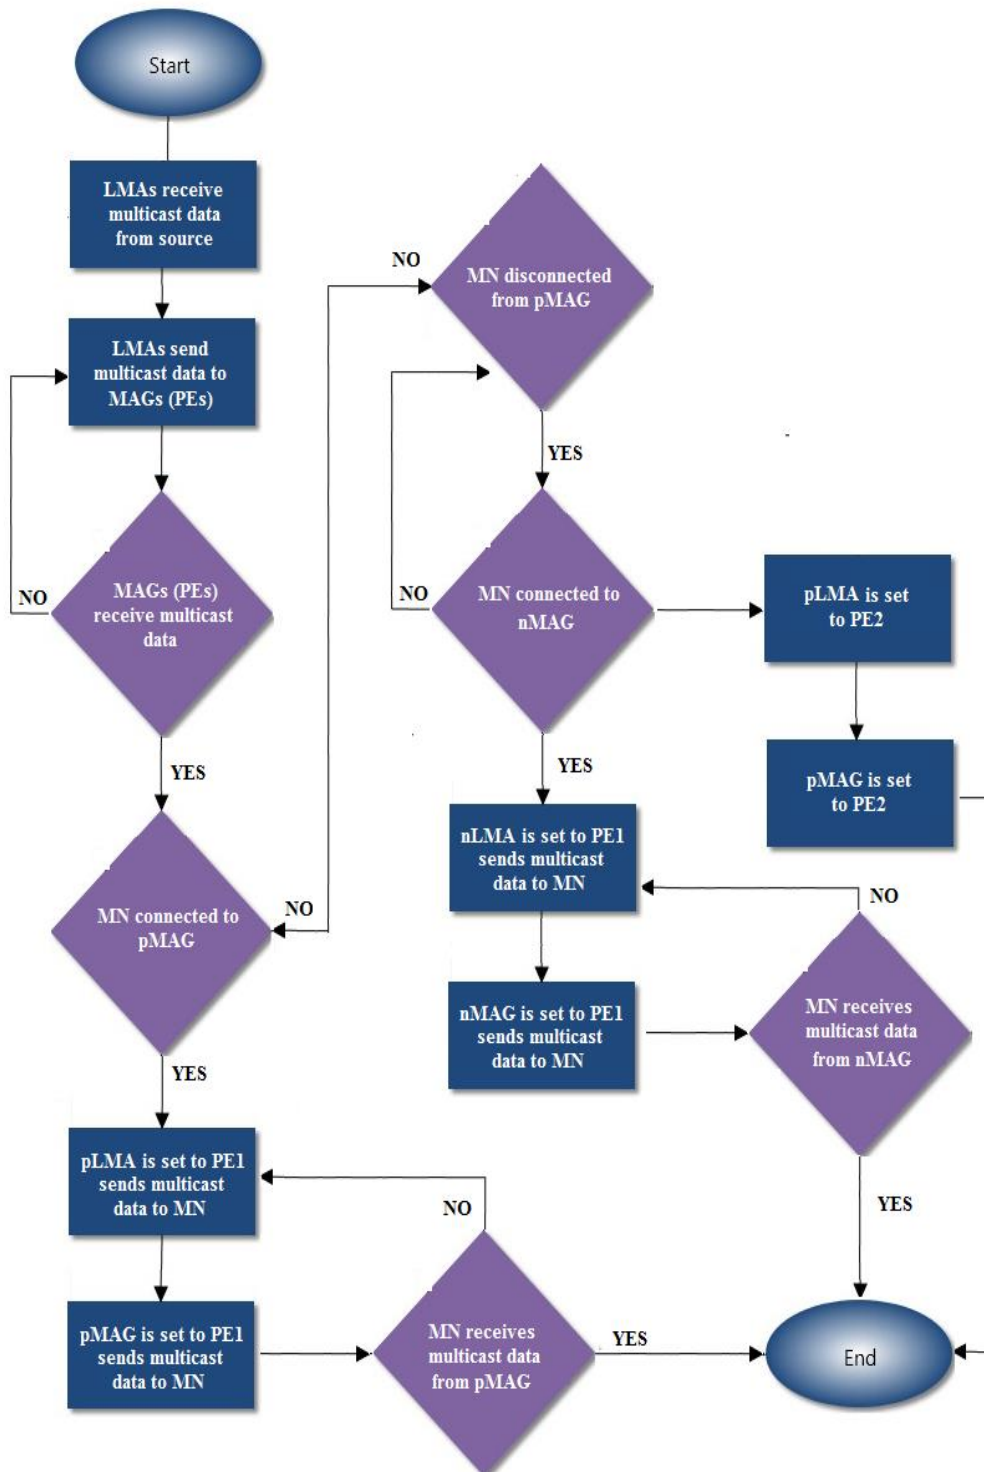 Start
LMAs receive
multicast data
from source
LMAs send
multicast data to
MAGs (PEs)
NO
MAGs (PEs)
receive multicast
data
YES
MN connected to
pMAG
NO
YES
pLMA is set to PE1
sends multicast
data to MN
pMAG is set to PE1
sends multicast
data to MN
NO
MN receives
multicast data
from pMAG
YES
NO
MN disconnected
from pMAG
YES
NO
MN connected to
nMAG
YES
nLMA is set to PE1
sends multicast
data to MN
nMAG is set to PE1
sends multicast
data to MN
pLMA is set
to PE2
pMAG is set
to PE2
NO
MN receives
multicast data
from nMAG
YES
End